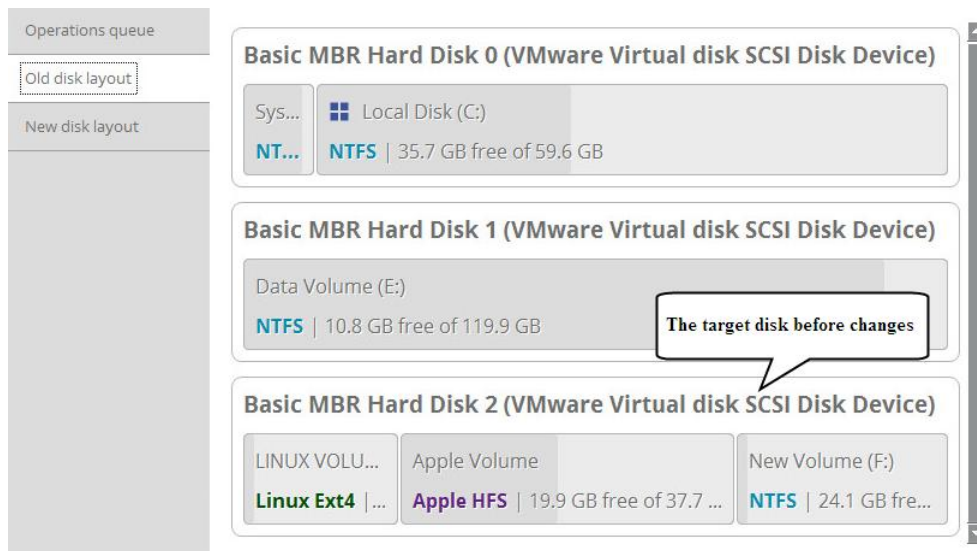 Operations queue
Old disk layout
New disk layout
Basic MBR Hard Disk 0 (VMware Virtual disk SCSI Disk Device)
Sys... Local Disk (C:)
NT... NTFS | 35.7 GB free of 59.6 GB
Basic MBR Hard Disk 1 (VMware Virtual disk SCSI Disk Device)
Data Volume (E:)
NTFS | 10.8 GB free of 119.9 GB
The target disk before changes
Basic MBR Hard Disk 2 (VMware Virtual disk SCSI Disk Device)
LINUX VOLU... Apple Volume New Volume (F:)
Linux Ext4 |... Apple HFS | 19.9 GB free of 37.7 ... NTFS | 24.1 GB fre...